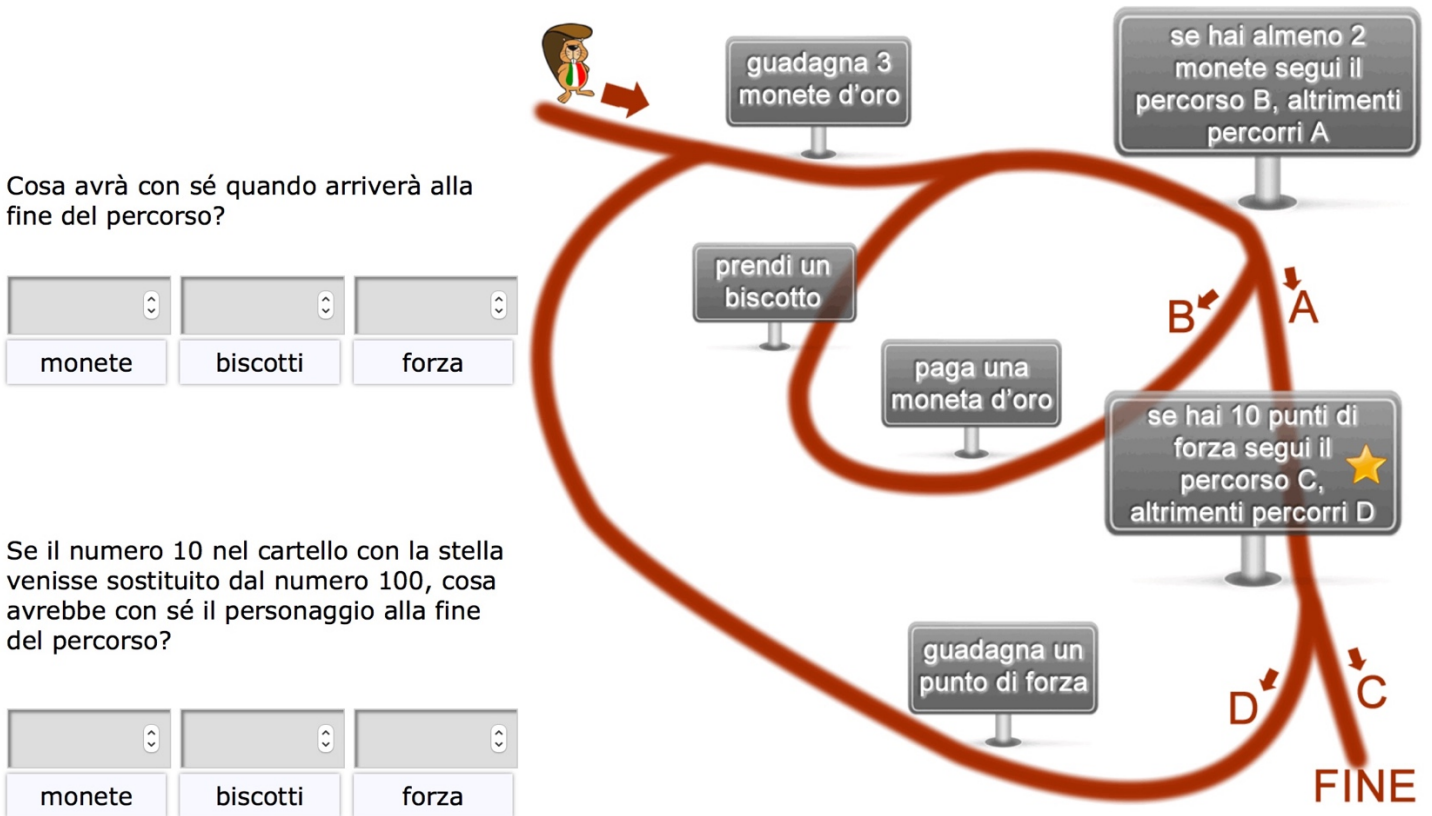 Cosa avrà con sé quando arriverà alla
fine del percorso?
monete
biscotti
forza
Se il numero 10 nel cartello con la stella
venisse sostituito dal numero 100, cosa
avrebbe con sé il personaggio alla fine
del percorso?
monete
biscotti
forza
guadagna 3
monete d'oro
se hai almeno 2
monete segui il
percorso B, altrimenti
percorri A
prendi un
biscotto
B
A
paga una
moneta d'oro
se hai 10 punti di
forza segui il
percorso C,
altrimenti percorri D
guadagna un
punto di forza
D
C
FINE